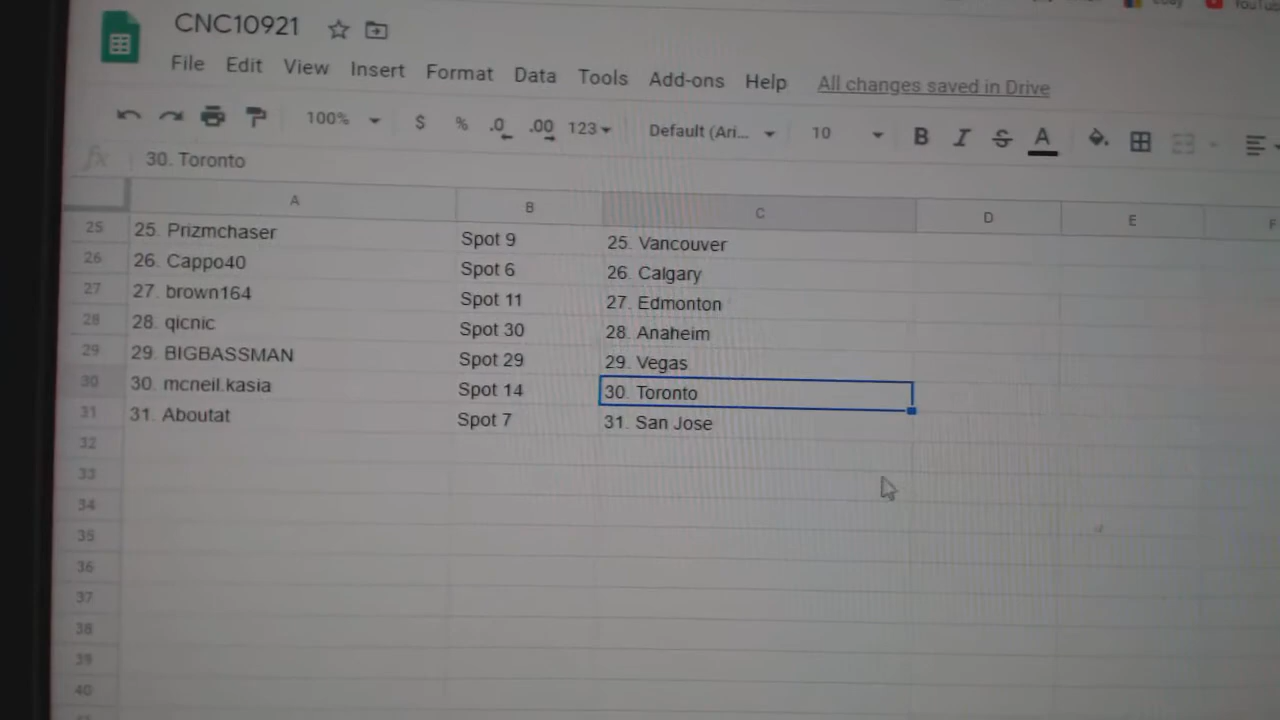 YouTub
CNC10921
File Edit View Insert Format Data Tools Add-ons Help All changes saved in Drive
100% $ % .0 .00 123 Default (Ari... 10 B I S A
fx 30. Toronto
A B C D E F
25 25. Prizmchaser Spot 9 25. Vancouver
26 26. Cappo40 Spot 6 26. Calgary
27 27. brown164 Spot 11 27. Edmonton
28 28. qicnic Spot 30 28. Anaheim
29 29. BIGBASSMAN Spot 29 29. Vegas
30 30. mcneil.kasia Spot 14 30. Toronto
31 31. Aboutat Spot 7 31. San Jose
32
33
34
35
36
37
38
39
40